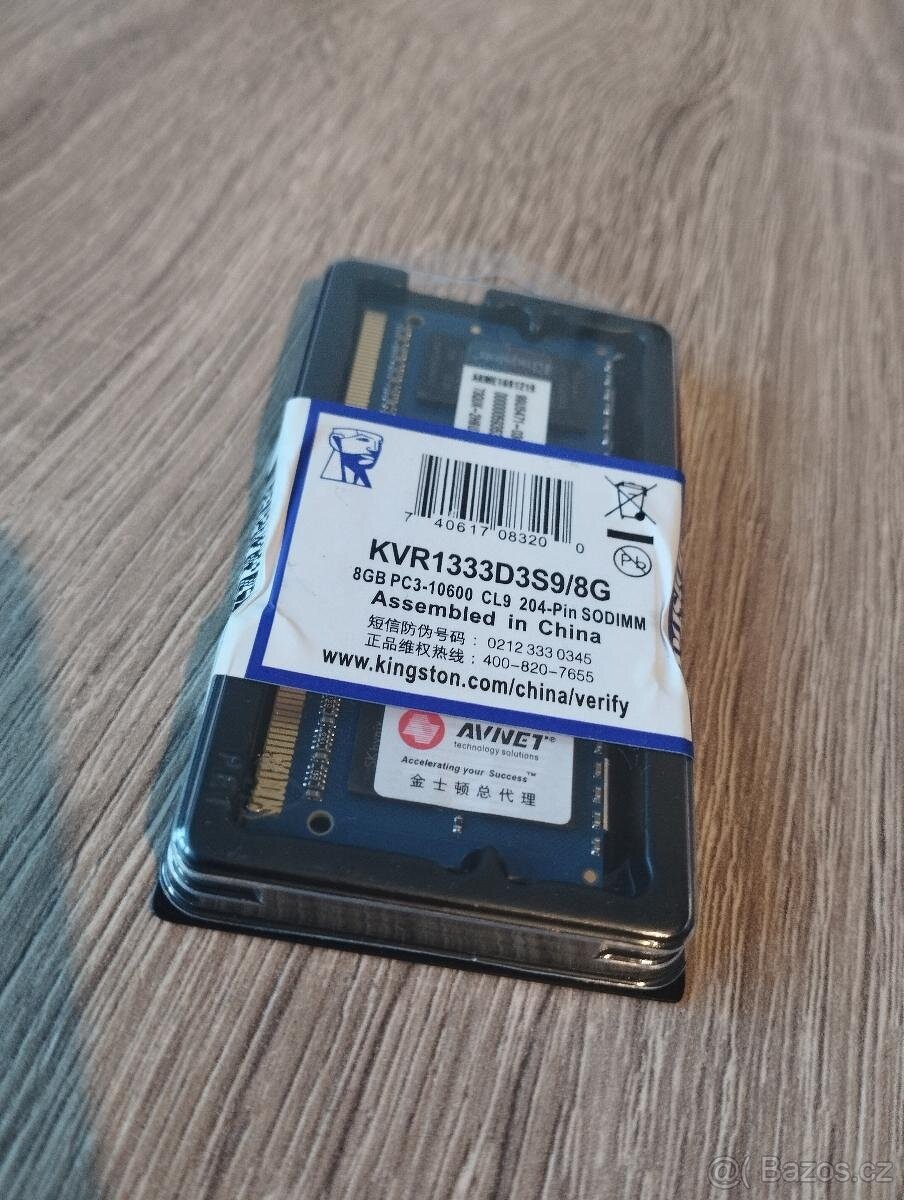 7 40617 08320 0
KVR1333D3S9/8G
8GB PC3-10600 CL9 204-Pin SODIMM
Assembled in China
短信防伪号码： 0212 333 0345
正品维权热线： 400-820-7655
www.kingston.com/china/verify
Pb
AVNET®
technology solutions
Accelerating your Success™
金士顿总代理
@( Bazos.cz